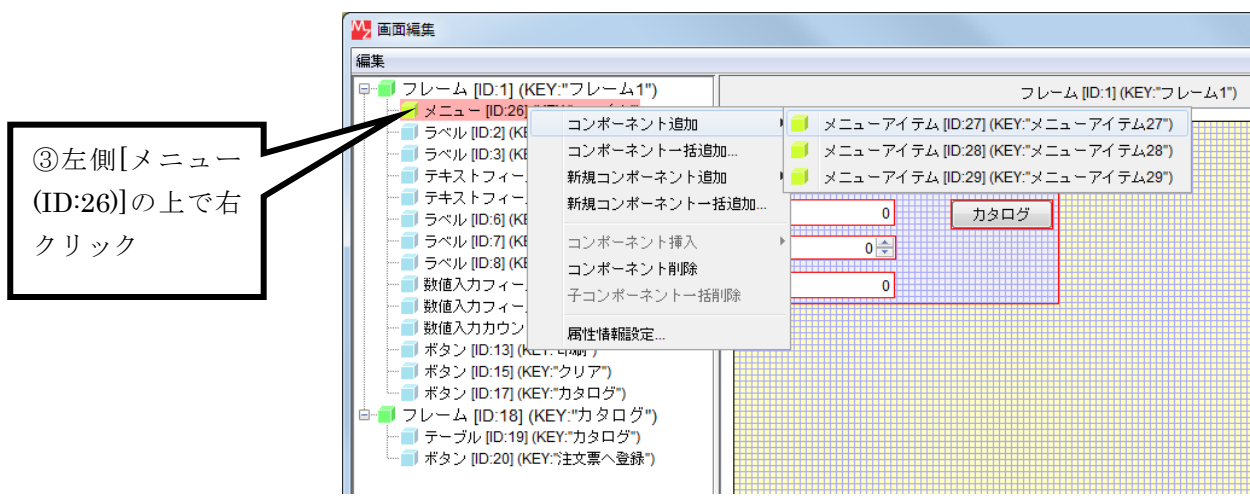 画面編集
編集
フレーム [ID:1] (KEY:"フレーム1")
メニュー [ID:26]
ラベル [ID:2] (KE
ラベル [ID:3] (KE
テキストフィー
テキストフィー
ラベル [ID:6] (KE
ラベル [ID:7] (KE
ラベル [ID:8] (KE
数値入力フィー
数値入力フィー
数値入力カウン
ボタン [ID:13] (KEY:"印刷")
ボタン [ID:15] (KEY:"クリア")
ボタン [ID:17] (KEY:"カタログ")
フレーム [ID:18] (KEY:"カタログ")
テーブル [ID:19] (KEY:"カタログ")
ボタン [ID:20] (KEY:"注文票へ登録")
③左側[メニュー
(ID:26)]の上で右
クリック
コンポーネント追加
コンポーネント一括追加...
新規コンポーネント追加
新規コンポーネント一括追加...
コンポーネント挿入
コンポーネント削除
子コンポーネント一括削除
属性情報設定...
フレーム [ID:1] (KEY:"フレーム1")
メニューアイテム [ID:27] (KEY:"メニューアイテム27")
メニューアイテム [ID:28] (KEY:"メニューアイテム28")
メニューアイテム [ID:29] (KEY:"メニューアイテム29")
0
カタログ
0
0